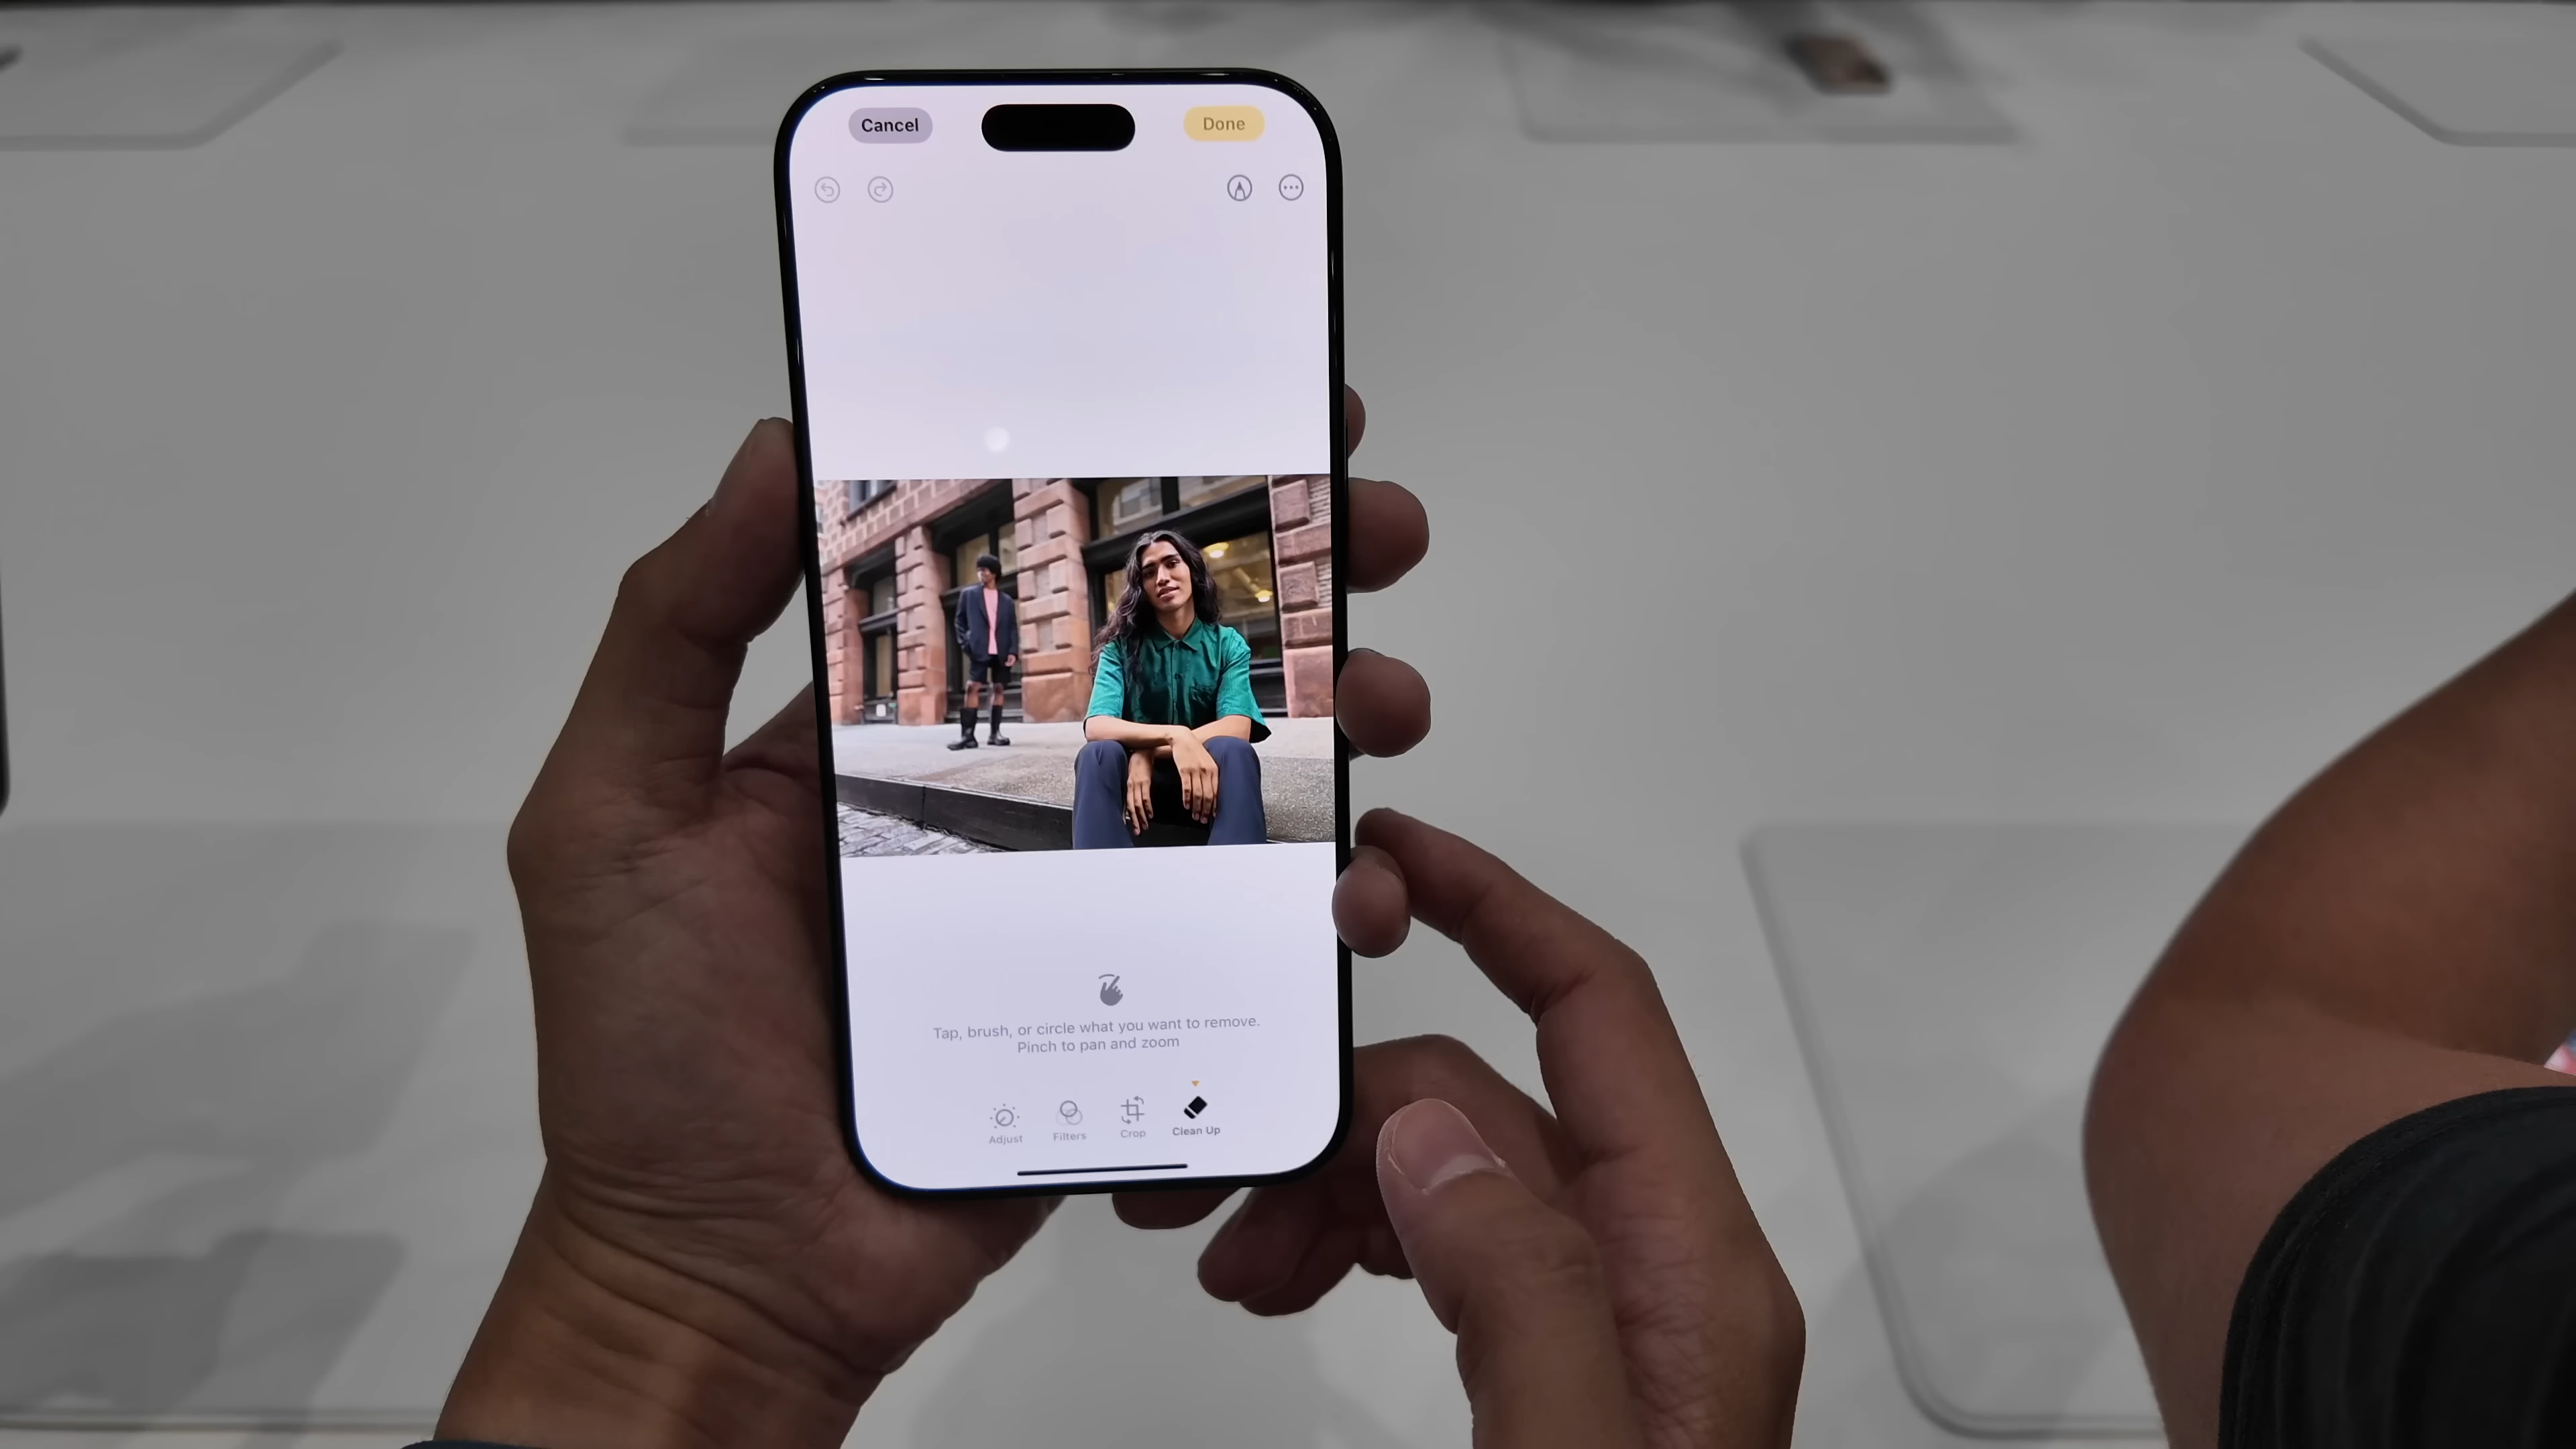 Cancel
Done
Tap, brush, or circle what you want to remove.
Pinch to pan and zoom
Adjust
Filters
Crop
Clean Up